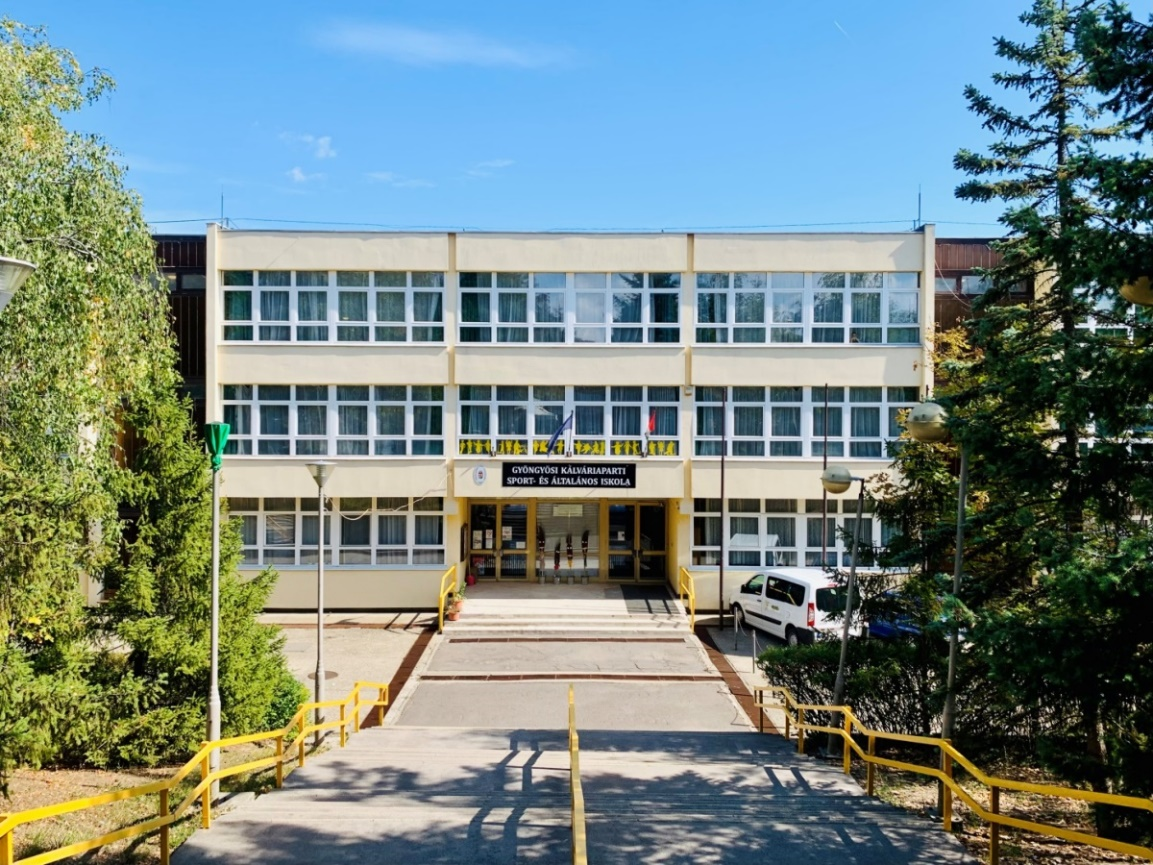 GYÖNGYÖSI KÁLVÁRIAPARTI
SPORT- ÉS ÁLTALÁNOS ISKOLA